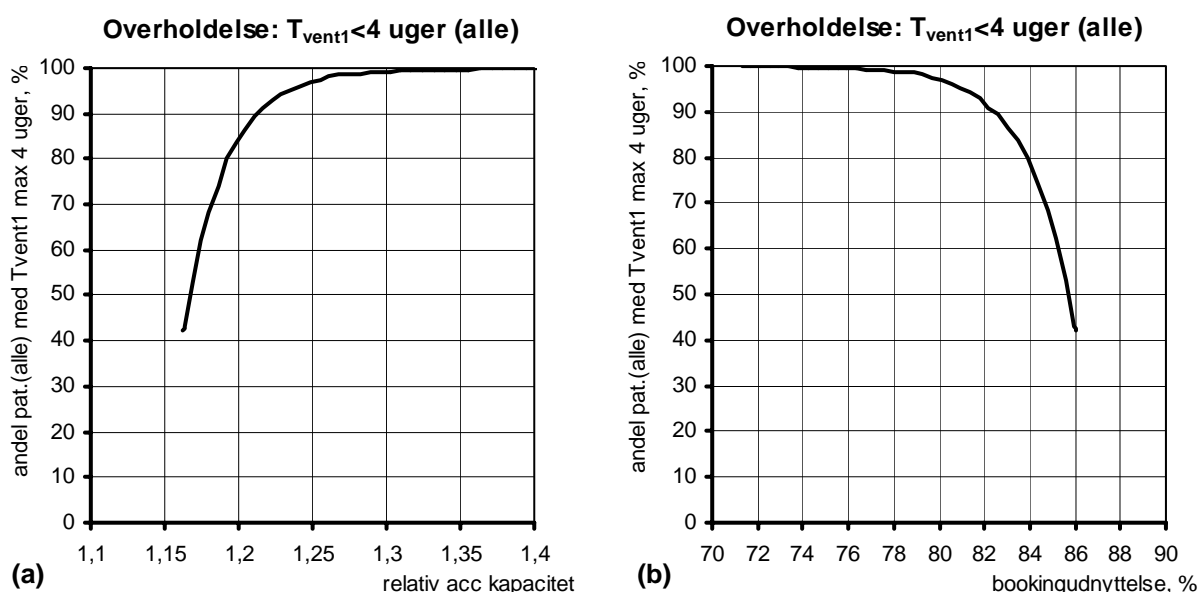 Overholdelse: Tvent1<4 uger (alle)
andel pat.(alle) med Tvent1 max 4 uger, %
100
90
80
70
60
50
40
30
20
10
0
1,1 1,15 1,2 1,25 1,3 1,35 1,4
(a)
relativ acc kapacitet
Overholdelse: Tvent1<4 uger (alle)
andel pat.(alle) med Tvent1 max 4 uger, %
100
90
80
70
60
50
40
30
20
10
0
70 72 74 76 78 80 82 84 86 88 90
(b)
bookingudnyttelse, %